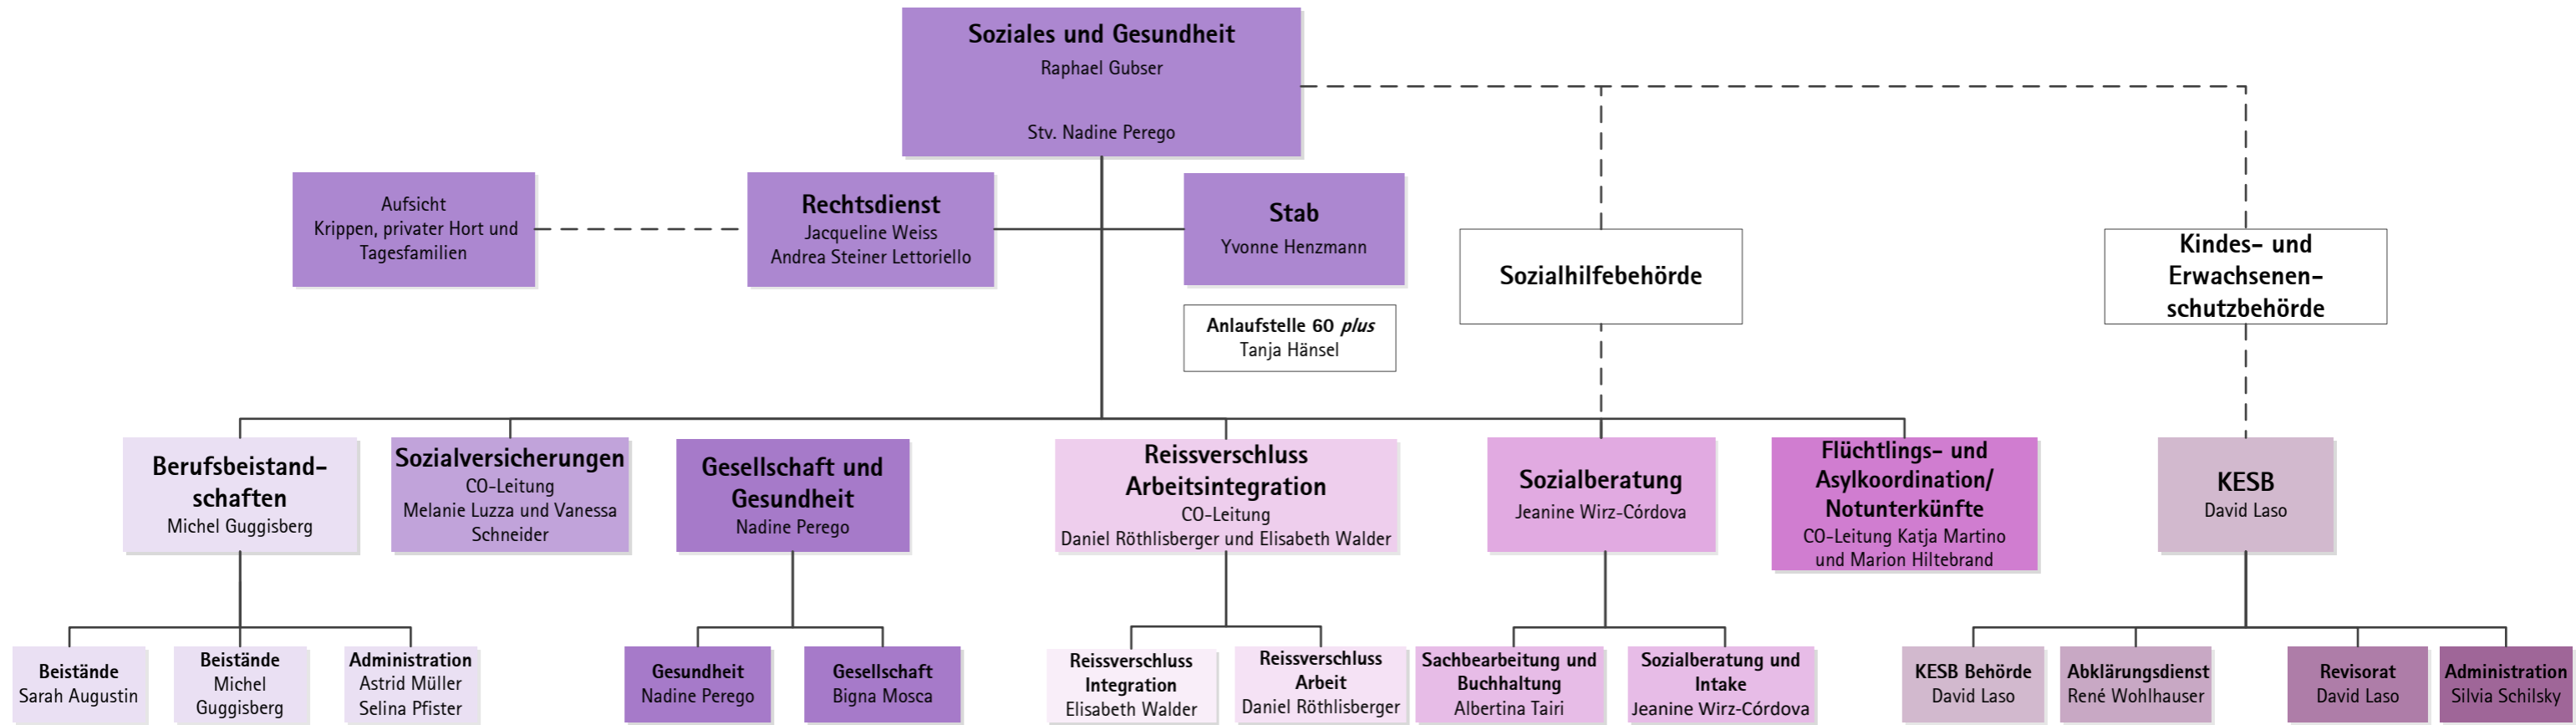 Soziales und Gesundheit
Raphael Gubser
Stv. Nadine Perego
Aufsicht
Krippen, privater Hort und
Tagesfamilien
Rechtsdienst
Jacqueline Weiss
Andrea Steiner Lettoriello
Stab
Yvonne Henzmann
Anlaufstelle 60 plus
Tanja Hänsel
Sozialhilfebehörde
Kindes- und
Erwachsenen-
schutzbehörde
Berufsbeistand-
schaften
Michel Guggisberg
Sozialversicherungen
CO-Leitung
Melanie Luzza und Vanessa
Schneider
Gesellschaft und
Gesundheit
Nadine Perego
Reissverschluss
Arbeitsintegration
CO-Leitung
Daniel Röthlisberger und Elisabeth Walder
Sozialberatung
Jeanine Wirz-Córdova
Flüchtlings- und
Asylkoordination/
Notunterkünfte
CO-Leitung Katja Martino
und Marion Hiltebrand
KESB
David Laso
Beistände
Sarah Augustin
Beistände
Michel
Guggisberg
Administration
Astrid Müller
Selina Pfister
Gesundheit
Nadine Perego
Gesellschaft
Bigna Mosca
Reissverschluss
Integration
Elisabeth Walder
Reissverschluss
Arbeit
Daniel Röthlisberger
Sachbearbeitung und
Buchhaltung
Albertina Tairi
Sozialberatung und
Intake
Jeanine Wirz-Córdova
KESB Behörde
David Laso
Abklärungsdienst
René Wohlhauser
Revisorat
David Laso
Administration
Silvia Schilsky